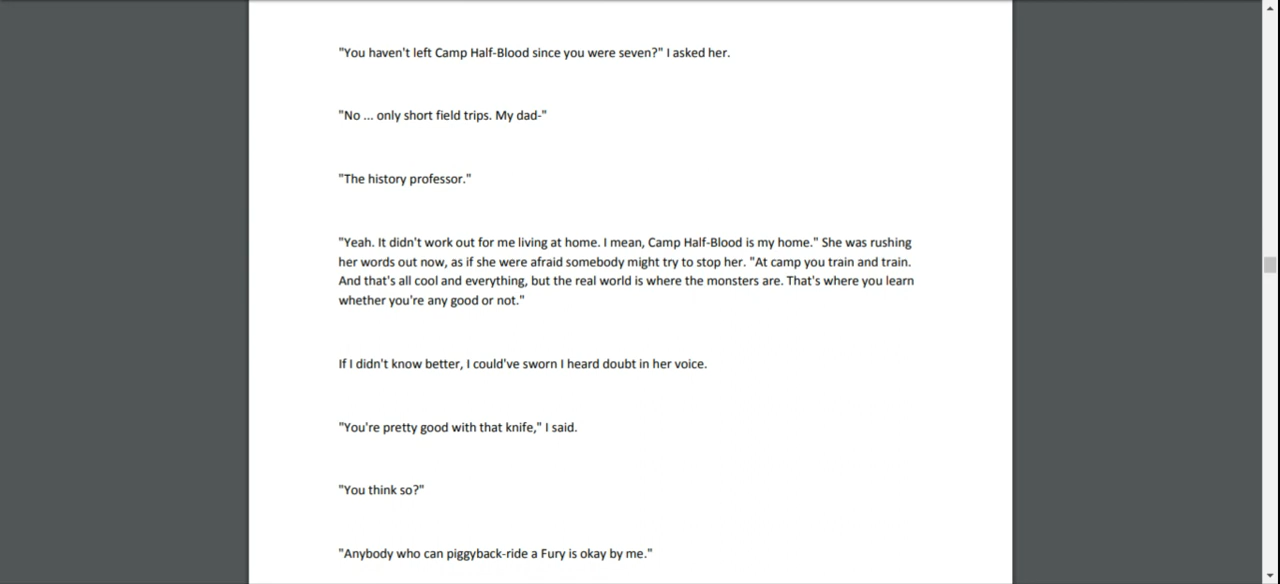 "You haven't left Camp Half-Blood since you were seven?" I asked her.
"No ... only short field trips. My dad-"
"The history professor."
"Yeah. It didn't work out for me living at home. I mean, Camp Half-Blood is my home." She was rushing
her words out now, as if she were afraid somebody might try to stop her. "At camp you train and train.
And that's all cool and everything, but the real world is where the monsters are. That's where you learn
whether you're any good or not."
If I didn't know better, I could've sworn I heard doubt in her voice.
"You're pretty good with that knife," I said.
"You think so?"
"Anybody who can piggyback-ride a Fury is okay by me."